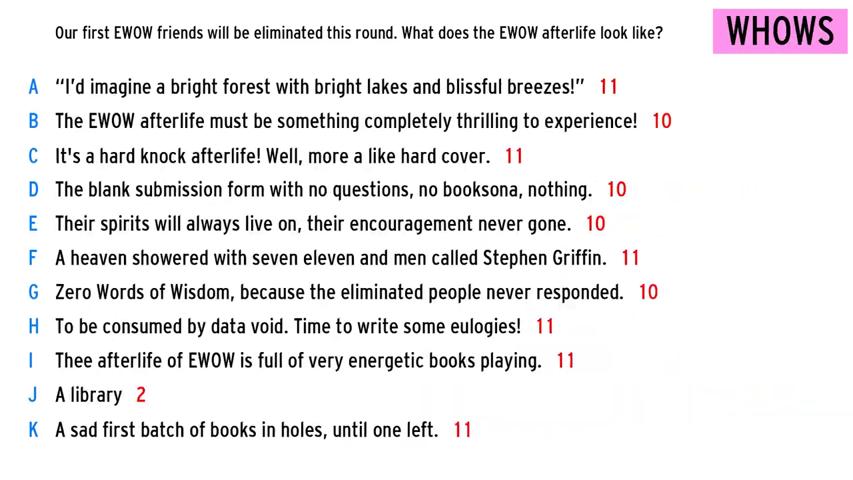 Our first EWOW friends will be eliminated this round. What does the EWOW afterlife look like?
WHOWS
A “I'd imagine a bright forest with bright lakes and blissful breezes!” 11
B The EWOW afterlife must be something completely thrilling to experience! 10
C It's a hard knock afterlife! Well, more a like hard cover. 11
D The blank submission form with no questions, no booksona, nothing. 10
E Their spirits will always live on, their encouragement never gone. 10
F A heaven showered with seven eleven and men called Stephen Griffin. 11
G Zero Words of Wisdom, because the eliminated people never responded. 10
H To be consumed by data void. Time to write some eulogies! 11
I Thee afterlife of EWOW is full of very energetic books playing. 11
J A library 2
K A sad first batch of books in holes, until one left. 11